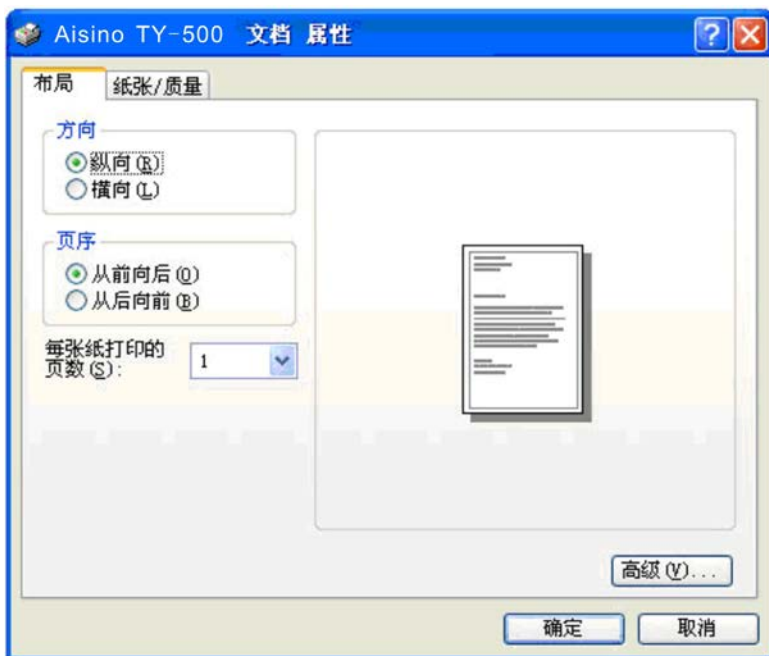 Aisino TY-500 文档 属性
布局 纸张/质量
方向
纵向(R)
横向(L)
页序
从前向后(O)
从后向前(B)
每张纸打印的
页数(S):
1
高级(V)...
确定 取消